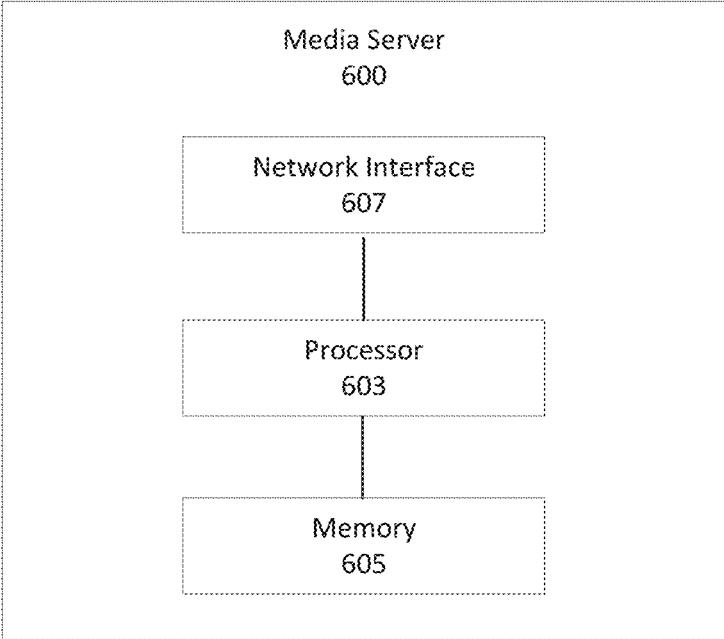 Media Server
600
Network Interface
607
Processor
603
Memory
605